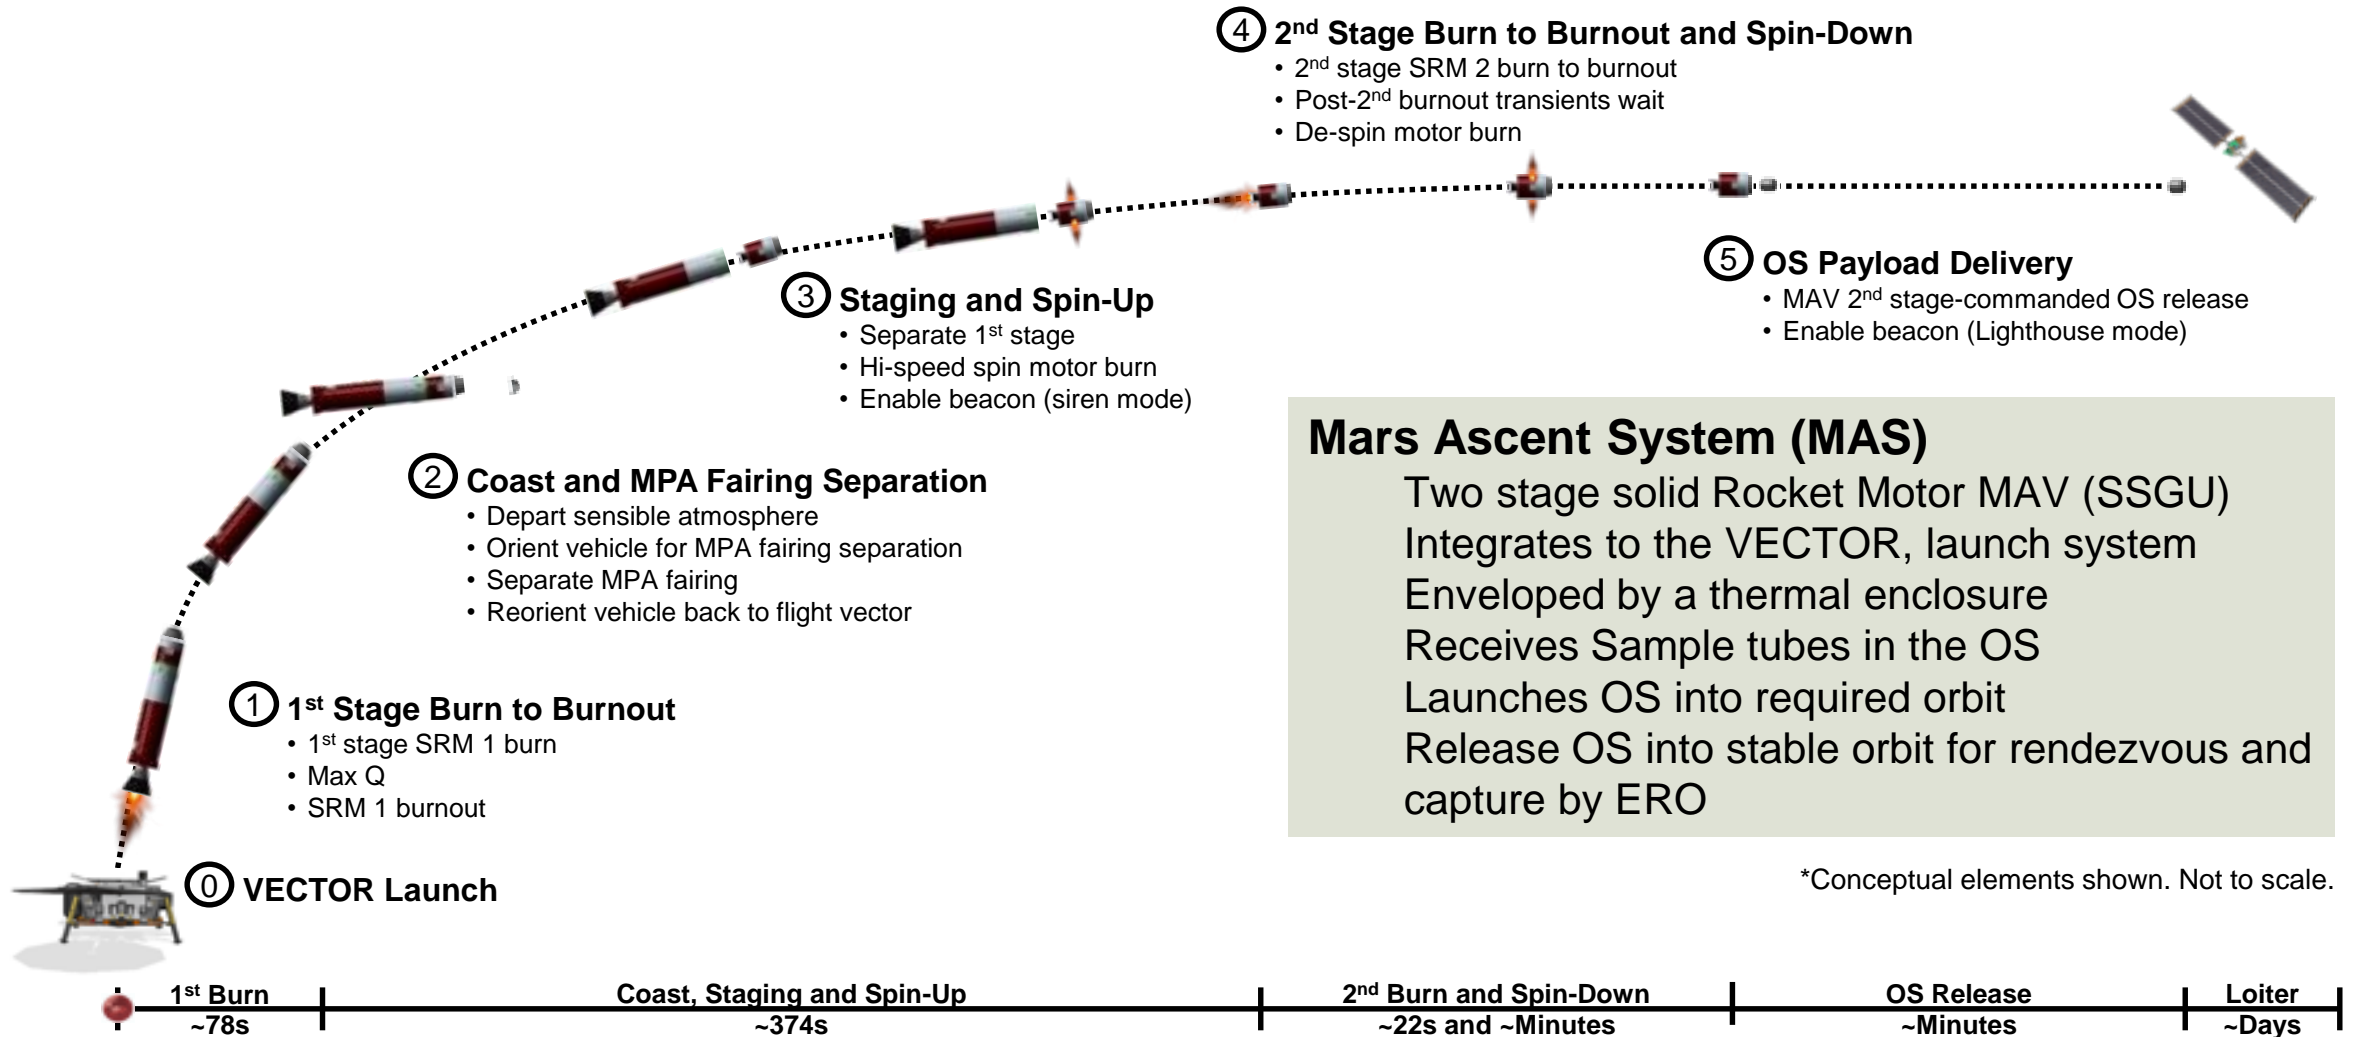 4 2nd Stage Burn to Burnout and Spin-Down
• 2nd stage SRM 2 burn to burnout
• Post-2nd burnout transients wait
• De-spin motor burn
5 OS Payload Delivery
• MAV 2nd stage-commanded OS release
• Enable beacon (Lighthouse mode)
3 Staging and Spin-Up
• Separate 1st stage
• Hi-speed spin motor burn
• Enable beacon (siren mode)
2 Coast and MPA Fairing Separation
• Depart sensible atmosphere
• Orient vehicle for MPA fairing separation
• Separate MPA fairing
• Reorient vehicle back to flight vector
1 1st Stage Burn to Burnout
• 1st stage SRM 1 burn
• Max Q
• SRM 1 burnout
0 VECTOR Launch
Mars Ascent System (MAS)
Two stage solid Rocket Motor MAV (SSGU)
Integrates to the VECTOR, launch system
Enveloped by a thermal enclosure
Receives Sample tubes in the OS
Launches OS into required orbit
Release OS into stable orbit for rendezvous and
capture by ERO
*Conceptual elements shown. Not to scale.
1st Burn
~78s
Coast, Staging and Spin-Up
~374s
2nd Burn and Spin-Down
~22s and ~Minutes
OS Release
~Minutes
Loiter
~Days